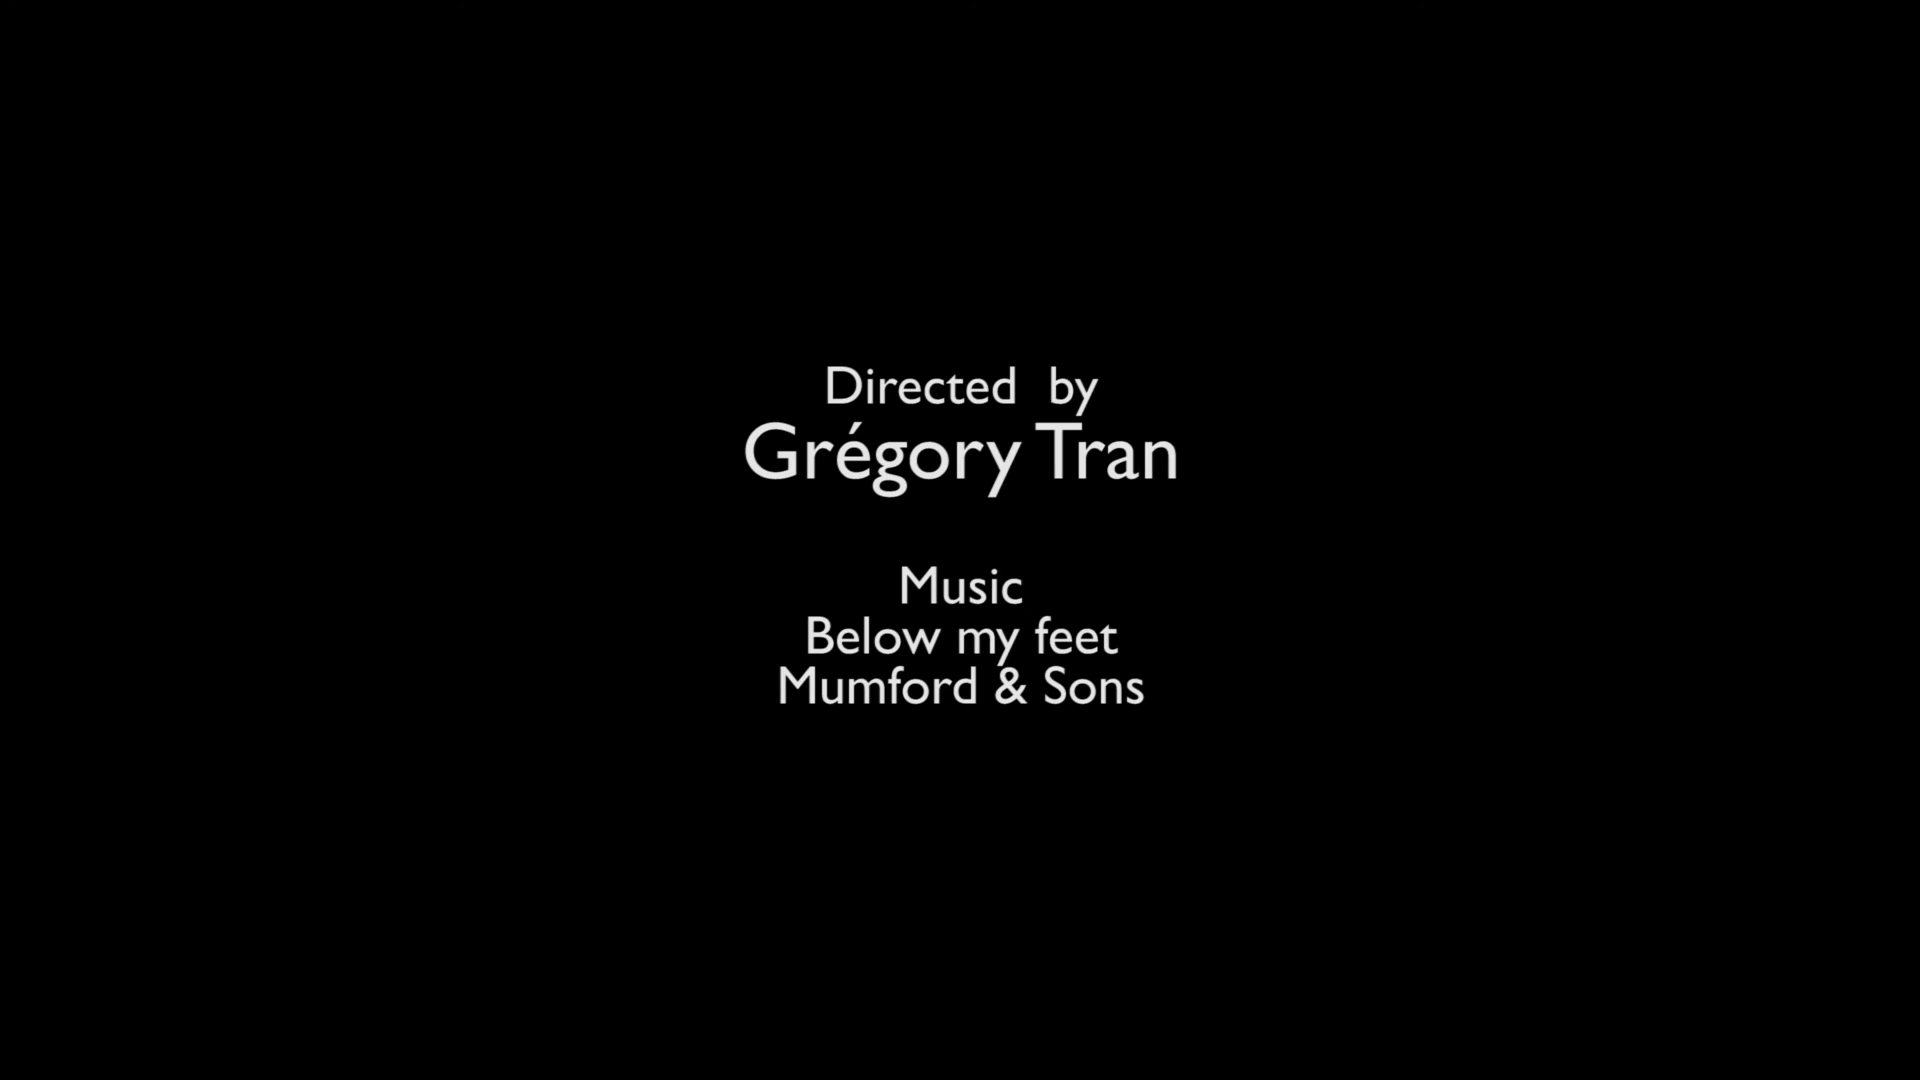 Directed by
Grégory Tran
Music
Below my feet
Mumford & Sons